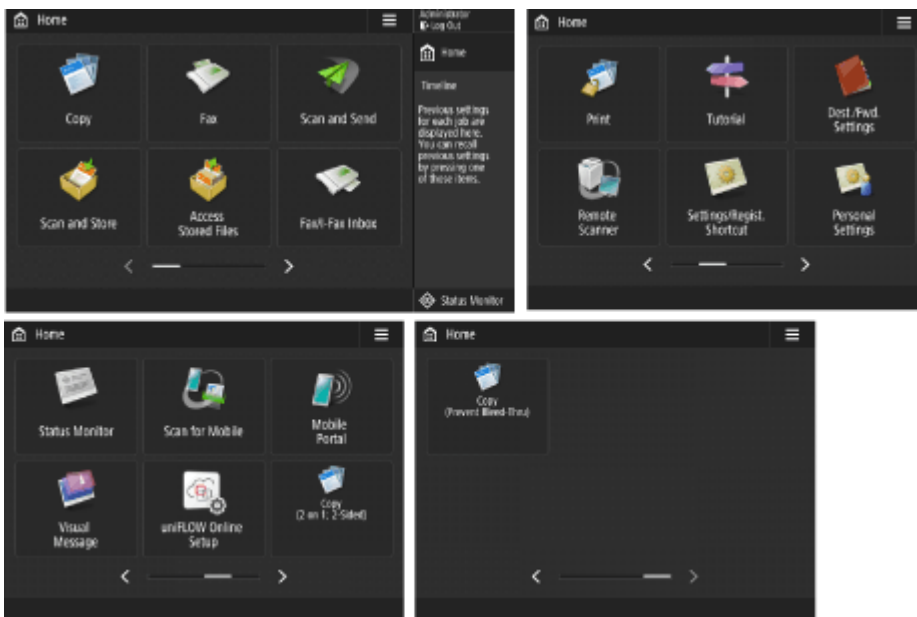 Home
Administrator
Log Out
Copy
Fax
Scan and Send
Scan and Store
Access
Stored Files
Fax/I-Fax Inbox
Home
Timeline
Previous settings
for each job are
displayed here.
You can recall
previous settings
by pressing one
of these items.
Status Monitor
Home
Print
Tutorial
Dest./Fwd.
Settings
Remote
Scanner
Settings/Regist.
Shortcut
Personal
Settings
Home
Status Monitor
Scan for Mobile
Mobile
Portal
Visual
Message
uniFLOW Online
Setup
Copy
(2 on 1, 2-Sided)
Home
Copy
(Prevent Bleed-Thru)